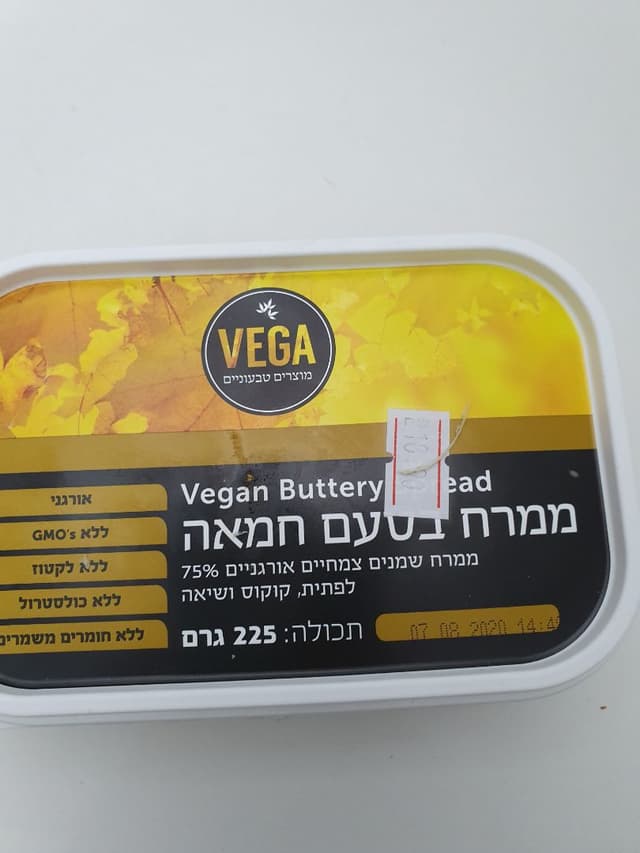 VEGA
מוצרים טבעוניים
Vegan Buttery
ממרח בטעם חמאה
ממרח שמנים צמחיים אורגניים 75%
לפתית, קוקוס ושיאה
תכולה: 225 גרם
07 08 2020 14:4
אורגני
ללא GMO's
ללא לקטוז
ללא כולסטרול
ללא חומרים משמרים